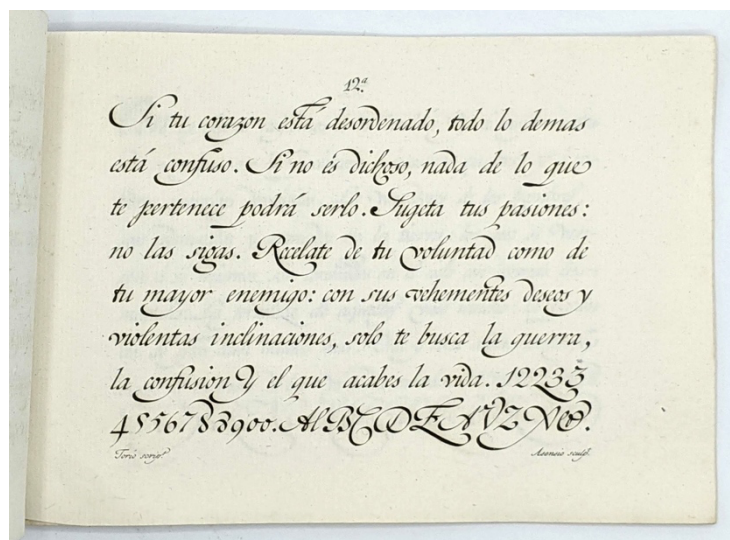 12ª
Si tu corazon está desordenado, todo lo demas
está confuso. Si no és dichoso, nada de lo que
te pertenece podrá serlo. Sugeta tus pasiones:
no las sigas. Recelate de tu voluntad como de
tu mayor enemigo: con sus vehementes deseos y
violentas inclinaciones, solo te busca la guerra,
la confusion y el que acabes la vida. 12233
4556788900.
Torio scrip.t
Asensio sculp.t